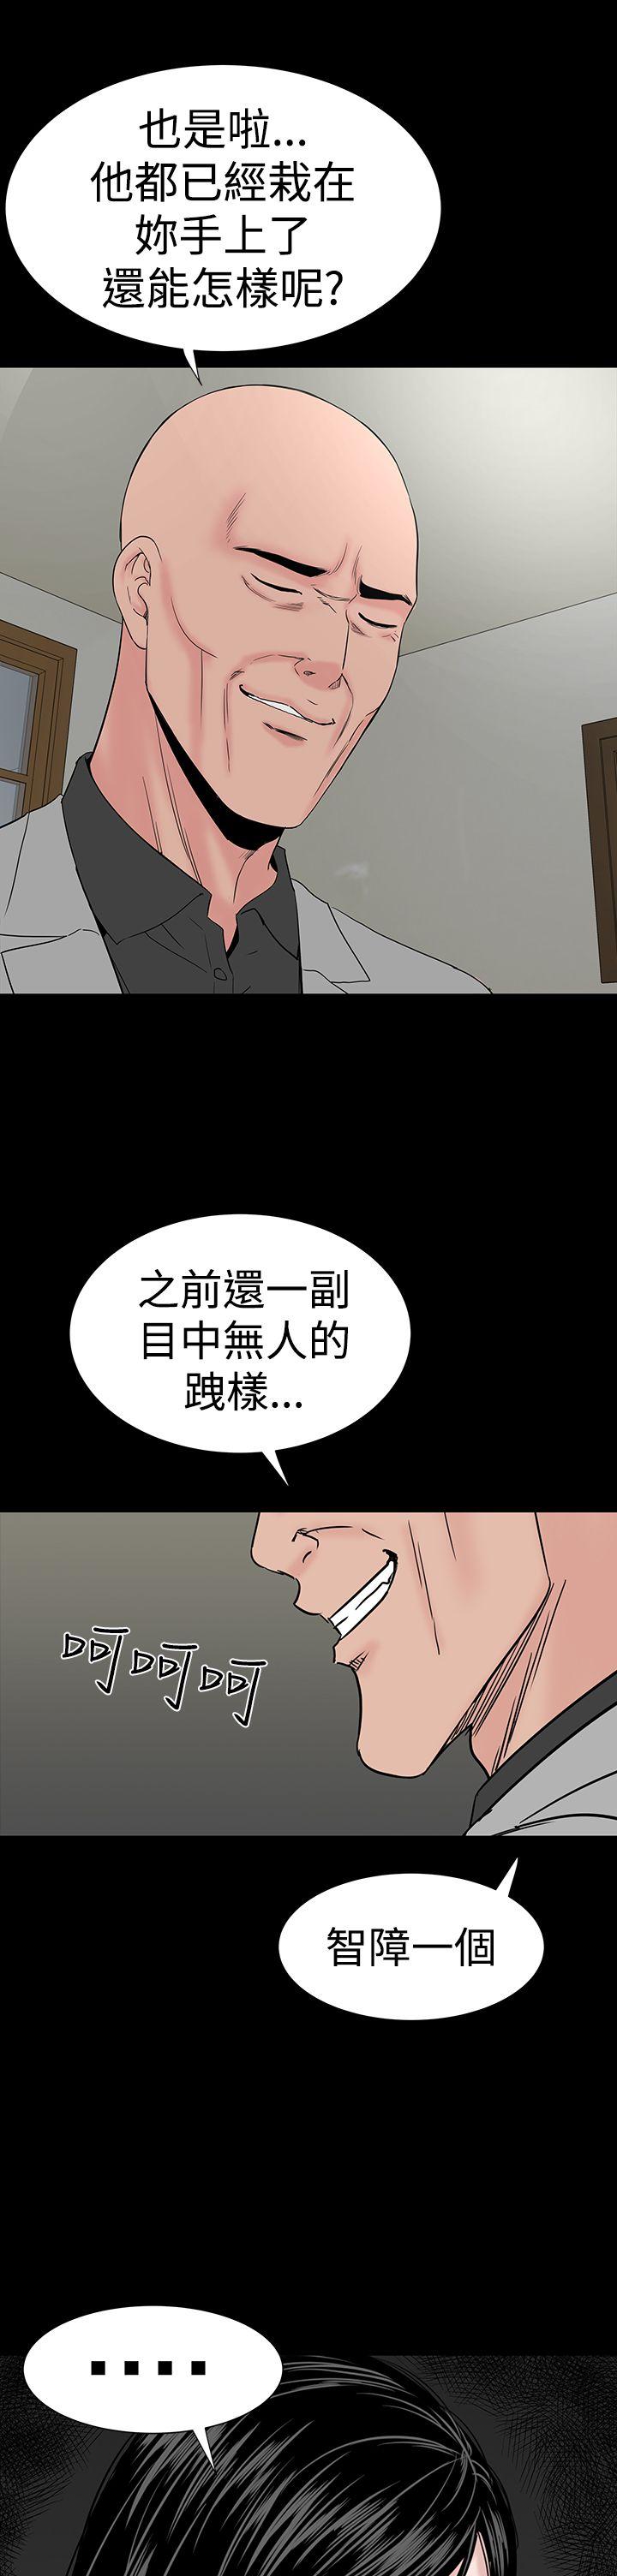 也是啦...
他都已經栽在
妳手上了
還能怎樣呢?
之前還一副
目中無人的
跩樣...
呵呵呵
智障一個
....